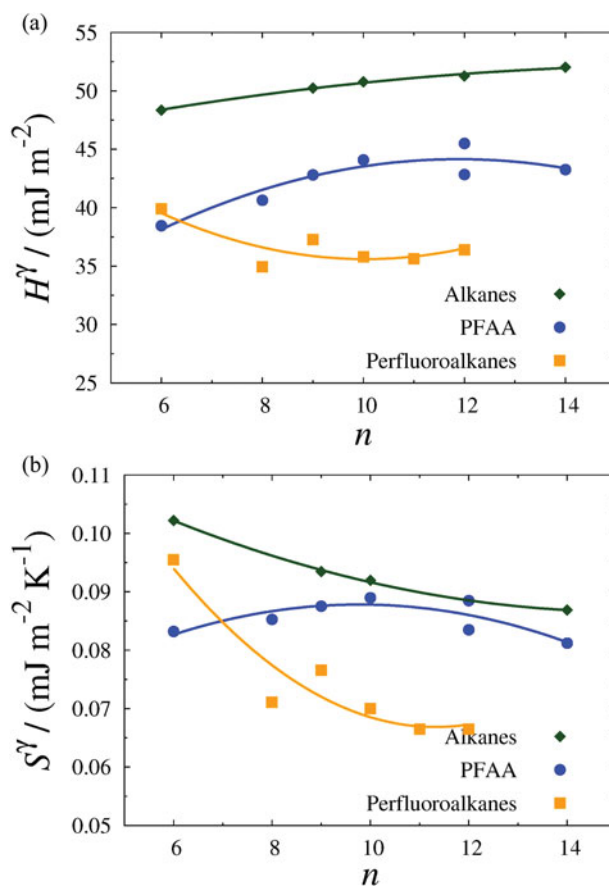 (a)
55
50
45
40
35
30
25
H^γ / (mJ m⁻²)
Alkanes
PFAA
Perfluoroalkanes
6 8 10 12 14
n
(b)
0.11
0.10
0.09
0.08
0.07
0.06
0.05
S^γ / (mJ m⁻² K⁻¹)
Alkanes
PFAA
Perfluoroalkanes
6 8 10 12 14
n